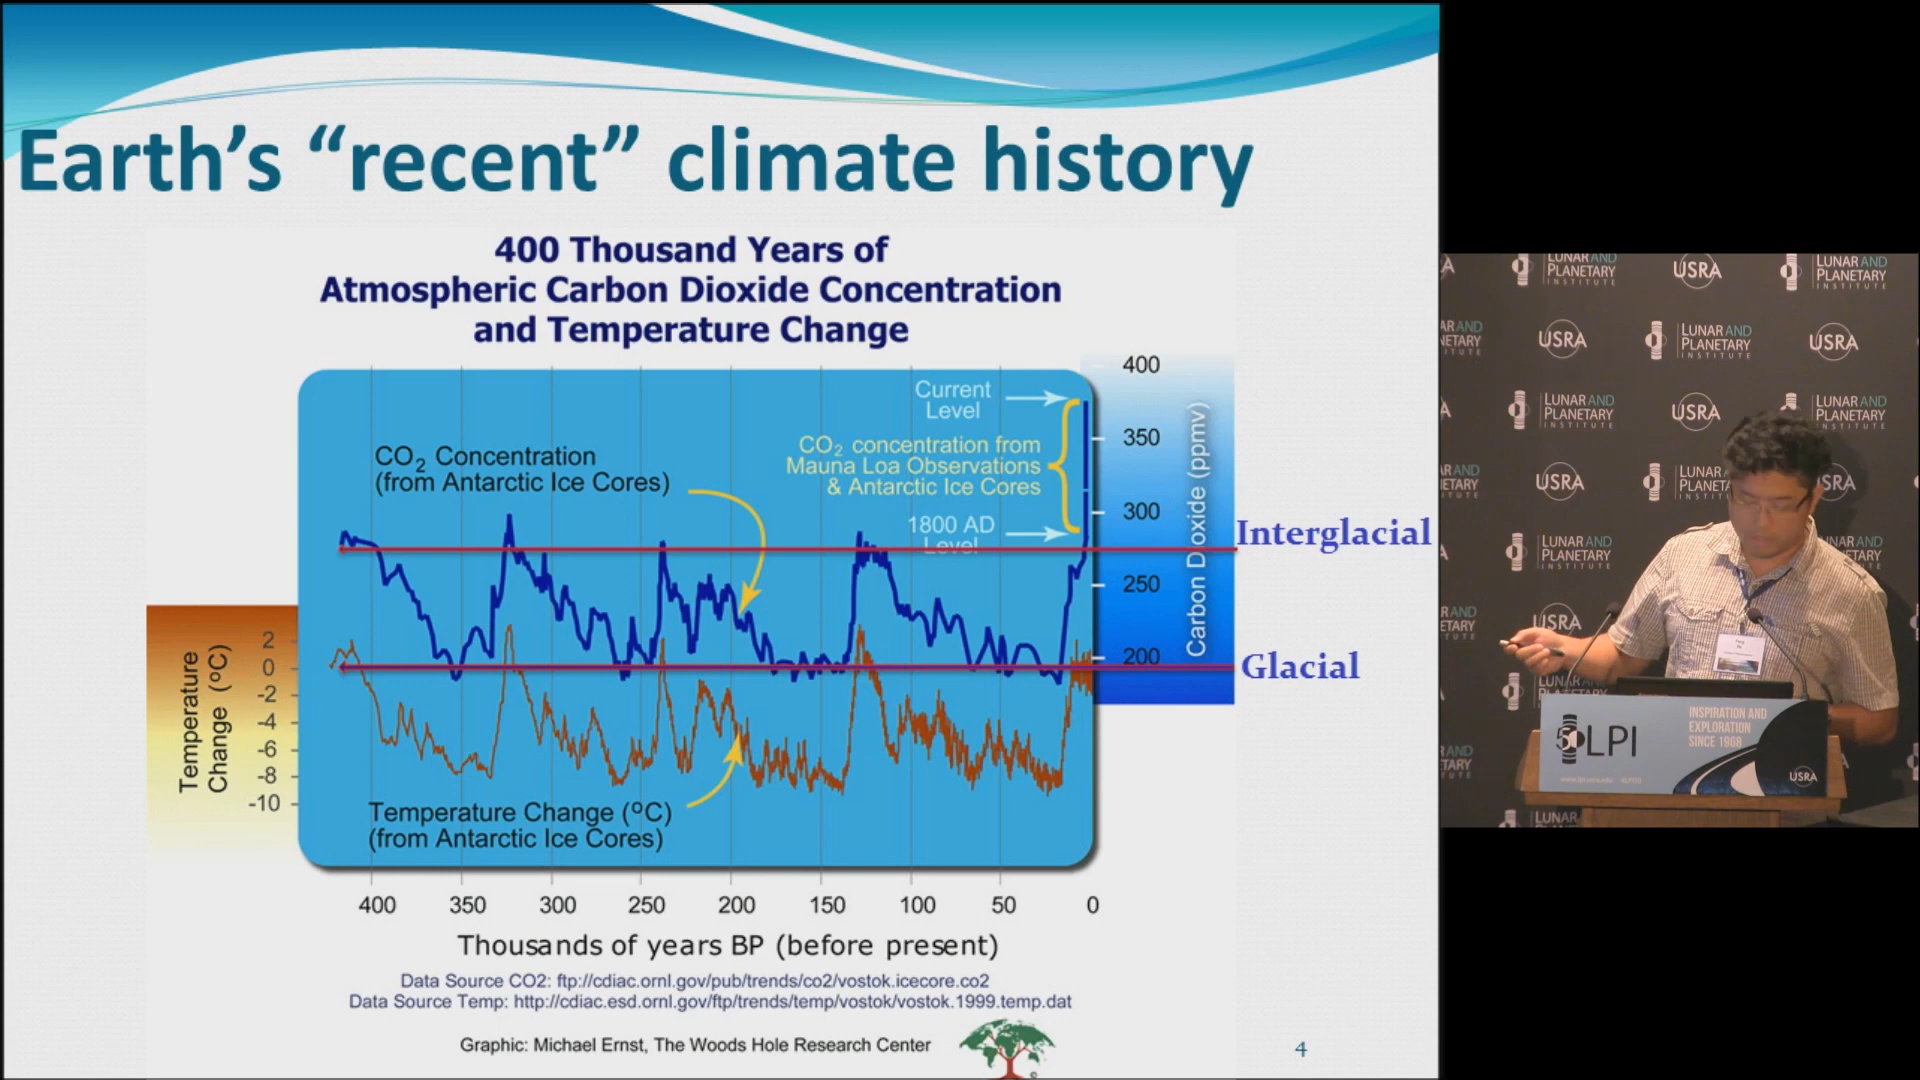 Earth's “recent” climate history
400 Thousand Years of
Atmospheric Carbon Dioxide Concentration
and Temperature Change
CO2 Concentration
(from Antarctic Ice Cores)
Current
Level
CO2 concentration from
Mauna Loa Observations
& Antarctic Ice Cores
1800 AD
Level
400
350
300
250
200
Carbon Dioxide (ppmv)
Interglacial
Glacial
Temperature
Change (ºC)
2
0
-2
-4
-6
-8
-10
Temperature Change (ºC)
(from Antarctic Ice Cores)
400 350 300 250 200 150 100 50 0
Thousands of years BP (before present)
Data Source CO2: ftp://cdiac.ornl.gov/pub/trends/co2/vostok.icecore.co2
Data Source Temp: http://cdiac.esd.ornl.gov/ftp/trends/temp/vostok/vostok.1999.temp.dat
Graphic: Michael Ernst, The Woods Hole Research Center
4
LUNAR AND
PLANETARY
INSTITUTE
USRA
LUNAR AND
PLANETARY
INSTITUTE
USRA
LUNAR AND
PLANETARY
INSTITUTE
USRA
LUNAR AND
PLANETARY
INSTITUTE
USRA
LUNAR AND
PLANETARY
INSTITUTE
USRA
LUNAR AND
PLANETARY
INSTITUTE
USRA
LPI
INSPIRATION AND
EXPLORATION
SINCE 1968
USRA